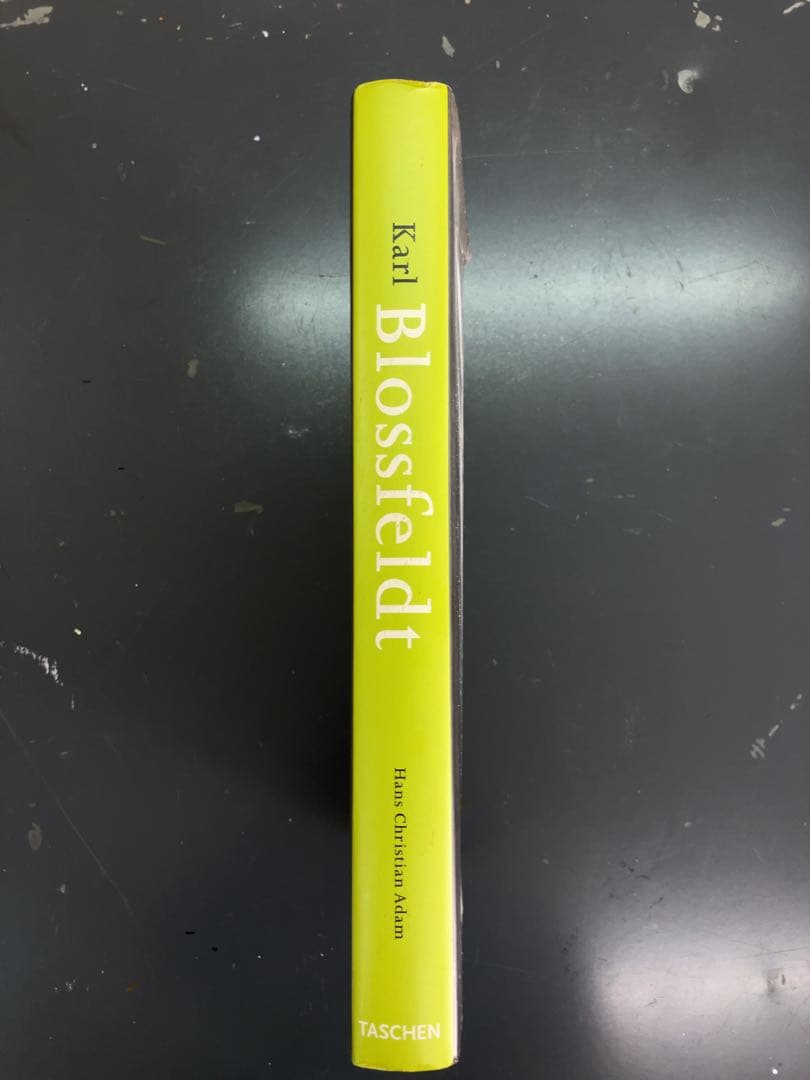 Karl Blossfeldt
Hans Christian Adam
TASCHEN